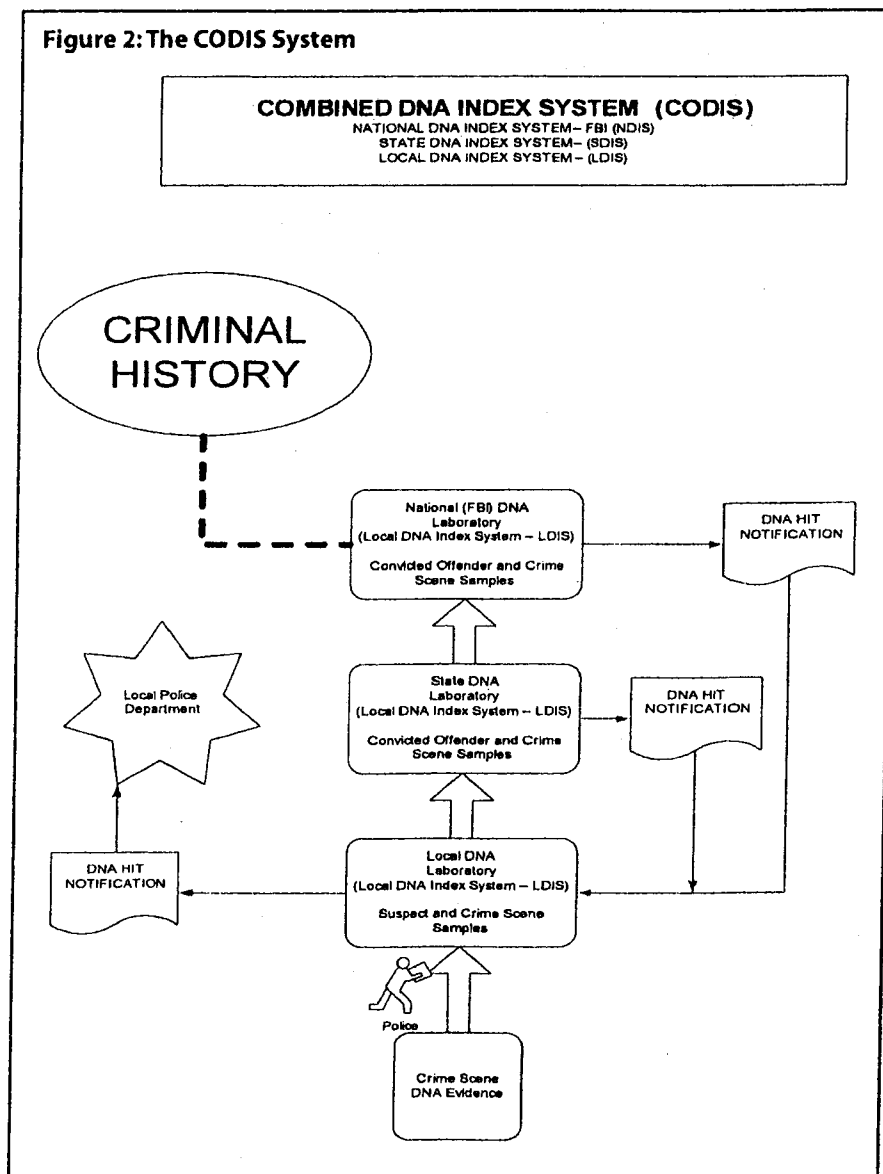 Figure 2: The CODIS System
COMBINED DNA INDEX SYSTEM (CODIS)
NATIONAL DNA INDEX SYSTEM– FBI (NDIS)
STATE DNA INDEX SYSTEM– (SDIS)
LOCAL DNA INDEX SYSTEM– (LDIS)
CRIMINAL
HISTORY
National (FBI) DNA
Laboratory
(Local DNA Index System – LDIS)
Convicted Offender and Crime
Scene Samples
DNA HIT
NOTIFICATION
Local Police
Department
State DNA
Laboratory
(Local DNA Index System – LDIS)
Convicted Offender and Crime
Scene Samples
DNA HIT
NOTIFICATION
DNA HIT
NOTIFICATION
Local DNA
Laboratory
(Local DNA Index System – LDIS)
Suspect and Crime Scene
Samples
Police
Crime Scene
DNA Evidence